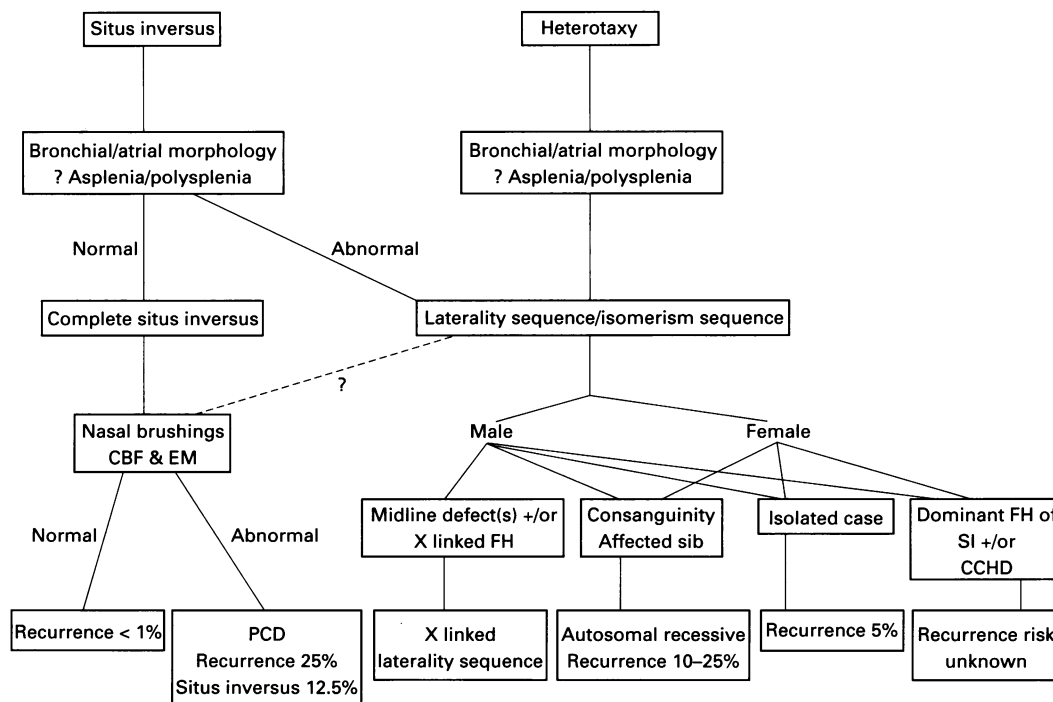 Situs inversus
Heterotaxy
Bronchial/atrial morphology
? Asplenia/polysplenia
Bronchial/atrial morphology
? Asplenia/polysplenia
Normal
Abnormal
Complete situs inversus
Laterality sequence/isomerism sequence
?
Nasal brushings
CBF & EM
Male
Female
Normal
Abnormal
Midline defect(s) +/or
X linked FH
Consanguinity
Affected sib
Isolated case
Dominant FH of
SI +/or
CCHD
Recurrence < 1%
PCD
Recurrence 25%
Situs inversus 12.5%
X linked
laterality sequence
Autosomal recessive
Recurrence 10–25%
Recurrence 5%
Recurrence risk
unknown